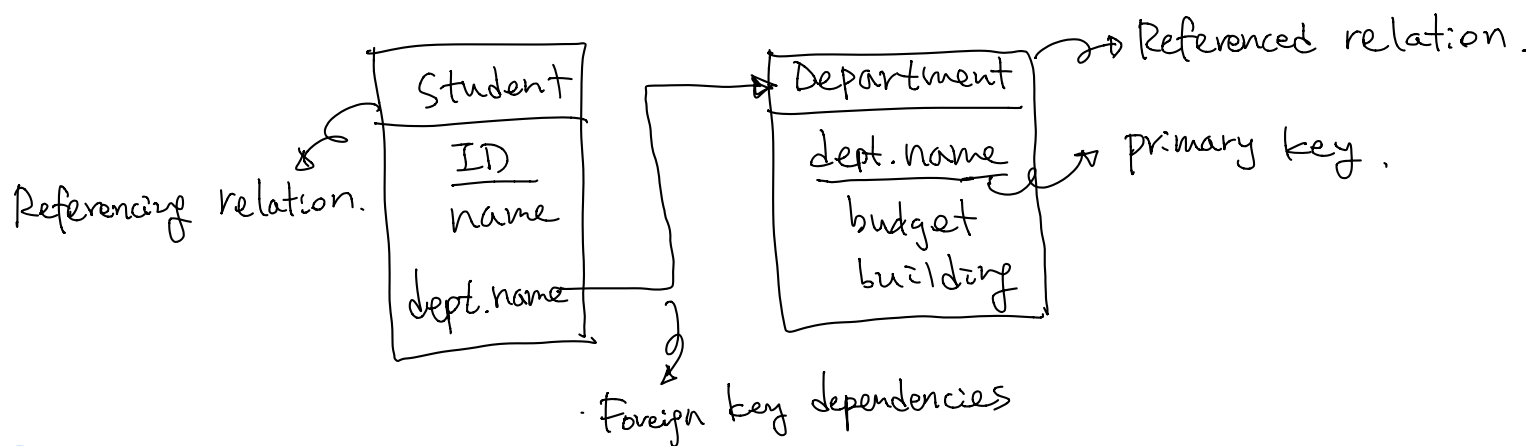 Student
ID
name
dept.name
Referencing relation.
Department
dept.name
budget
building
Referenced relation.
primary key.
Foreign key dependencies